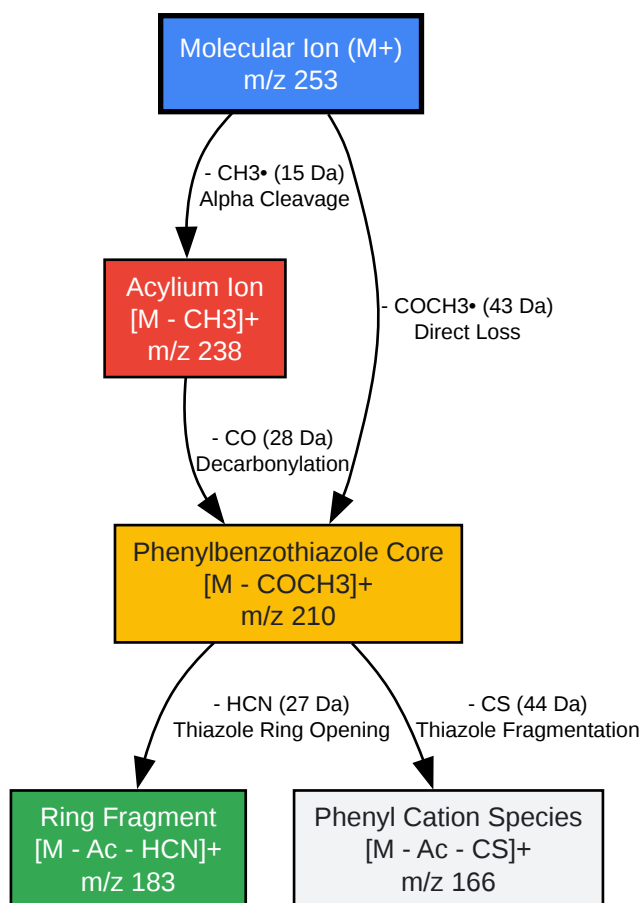 Molecular Ion (M+)
m/z 253
- CH3• (15 Da)
Alpha Cleavage
Acylium Ion
[M - CH3]+
m/z 238
- COCH3• (43 Da)
Direct Loss
- CO (28 Da)
Decarbonylation
Phenylbenzothiazole Core
[M - COCH3]+
m/z 210
- HCN (27 Da)
Thiazole Ring Opening
- CS (44 Da)
Thiazole Fragmentation
Ring Fragment
[M - Ac - HCN]+
m/z 183
Phenyl Cation Species
[M - Ac - CS]+
m/z 166